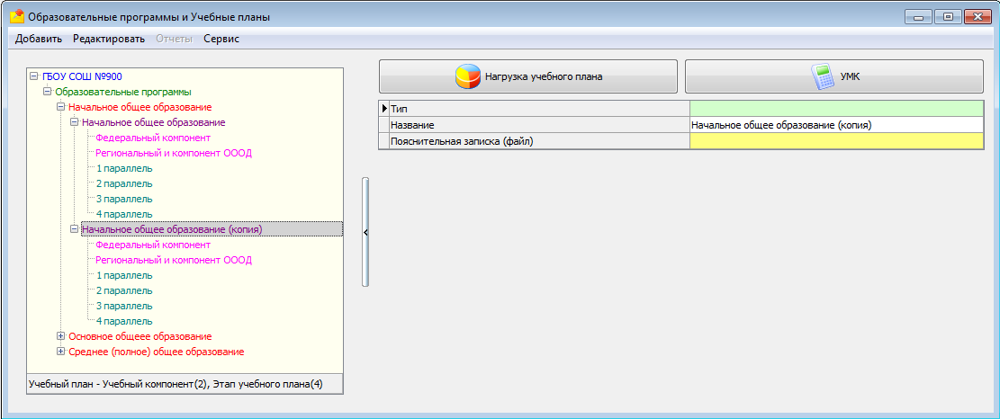 Образовательные программы и Учебные планы
Добавить Редактировать Отчеты Сервис
ГБОУ СОШ №900
Образовательные программы
Начальное общее образование
Начальное общее образование
Федеральный компонент
Региональный и компонент ОООД
1 параллель
2 параллель
3 параллель
4 параллель
Начальное общее образование (копия)
Федеральный компонент
Региональный и компонент ОООД
1 параллель
2 параллель
3 параллель
4 параллель
Основное общеее образование
Среднее (полное) общее образование
Учебный план - Учебный компонент(2), Этап учебного плана(4)
Нагрузка учебного плана УМК
Тип
Название Начальное общее образование (копия)
Пояснительная записка (файл)